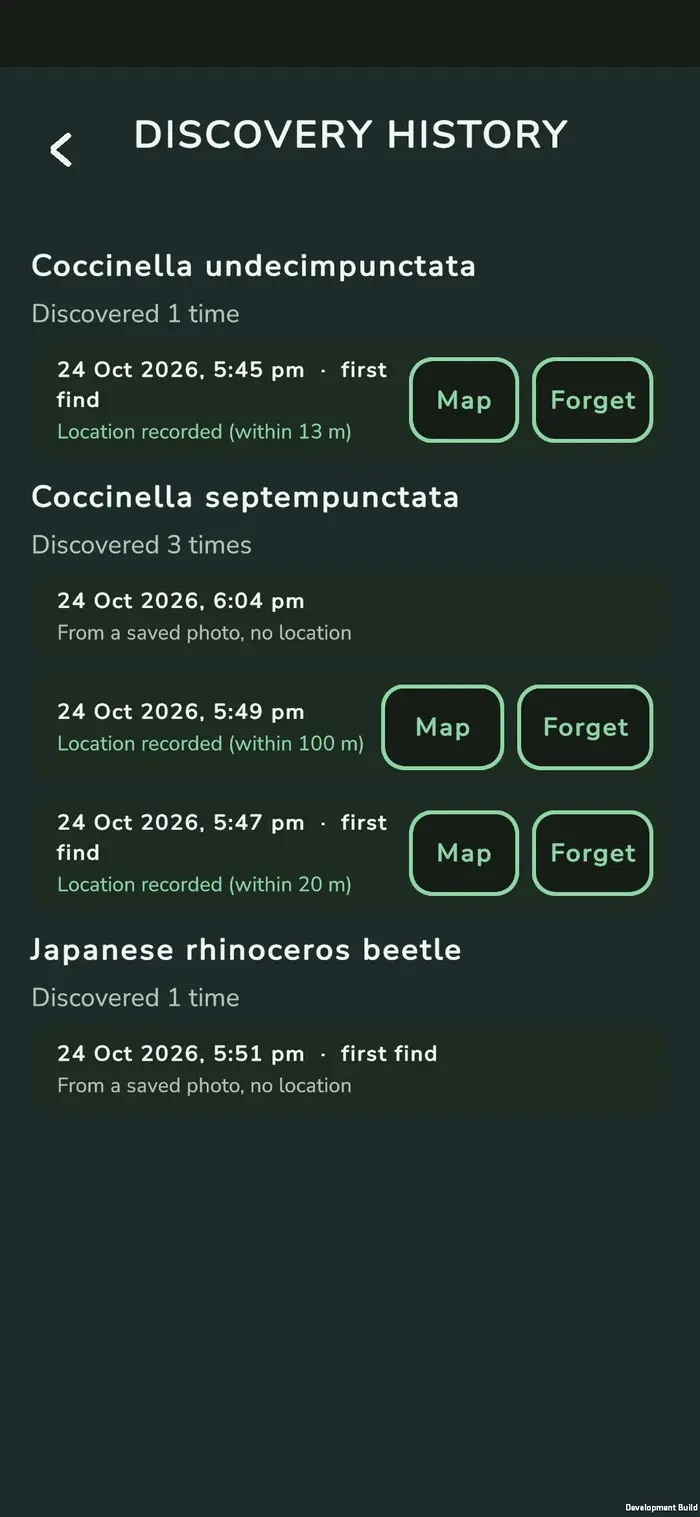 DISCOVERY HISTORY
Coccinella undecimpunctata
Discovered 1 time
24 Oct 2026, 5:45 pm · first
find
Location recorded (within 13 m)
Map
Forget
Coccinella septempunctata
Discovered 3 times
24 Oct 2026, 6:04 pm
From a saved photo, no location
24 Oct 2026, 5:49 pm
Location recorded (within 100 m)
Map
Forget
24 Oct 2026, 5:47 pm · first
find
Location recorded (within 20 m)
Map
Forget
Japanese rhinoceros beetle
Discovered 1 time
24 Oct 2026, 5:51 pm · first find
From a saved photo, no location
Development Build